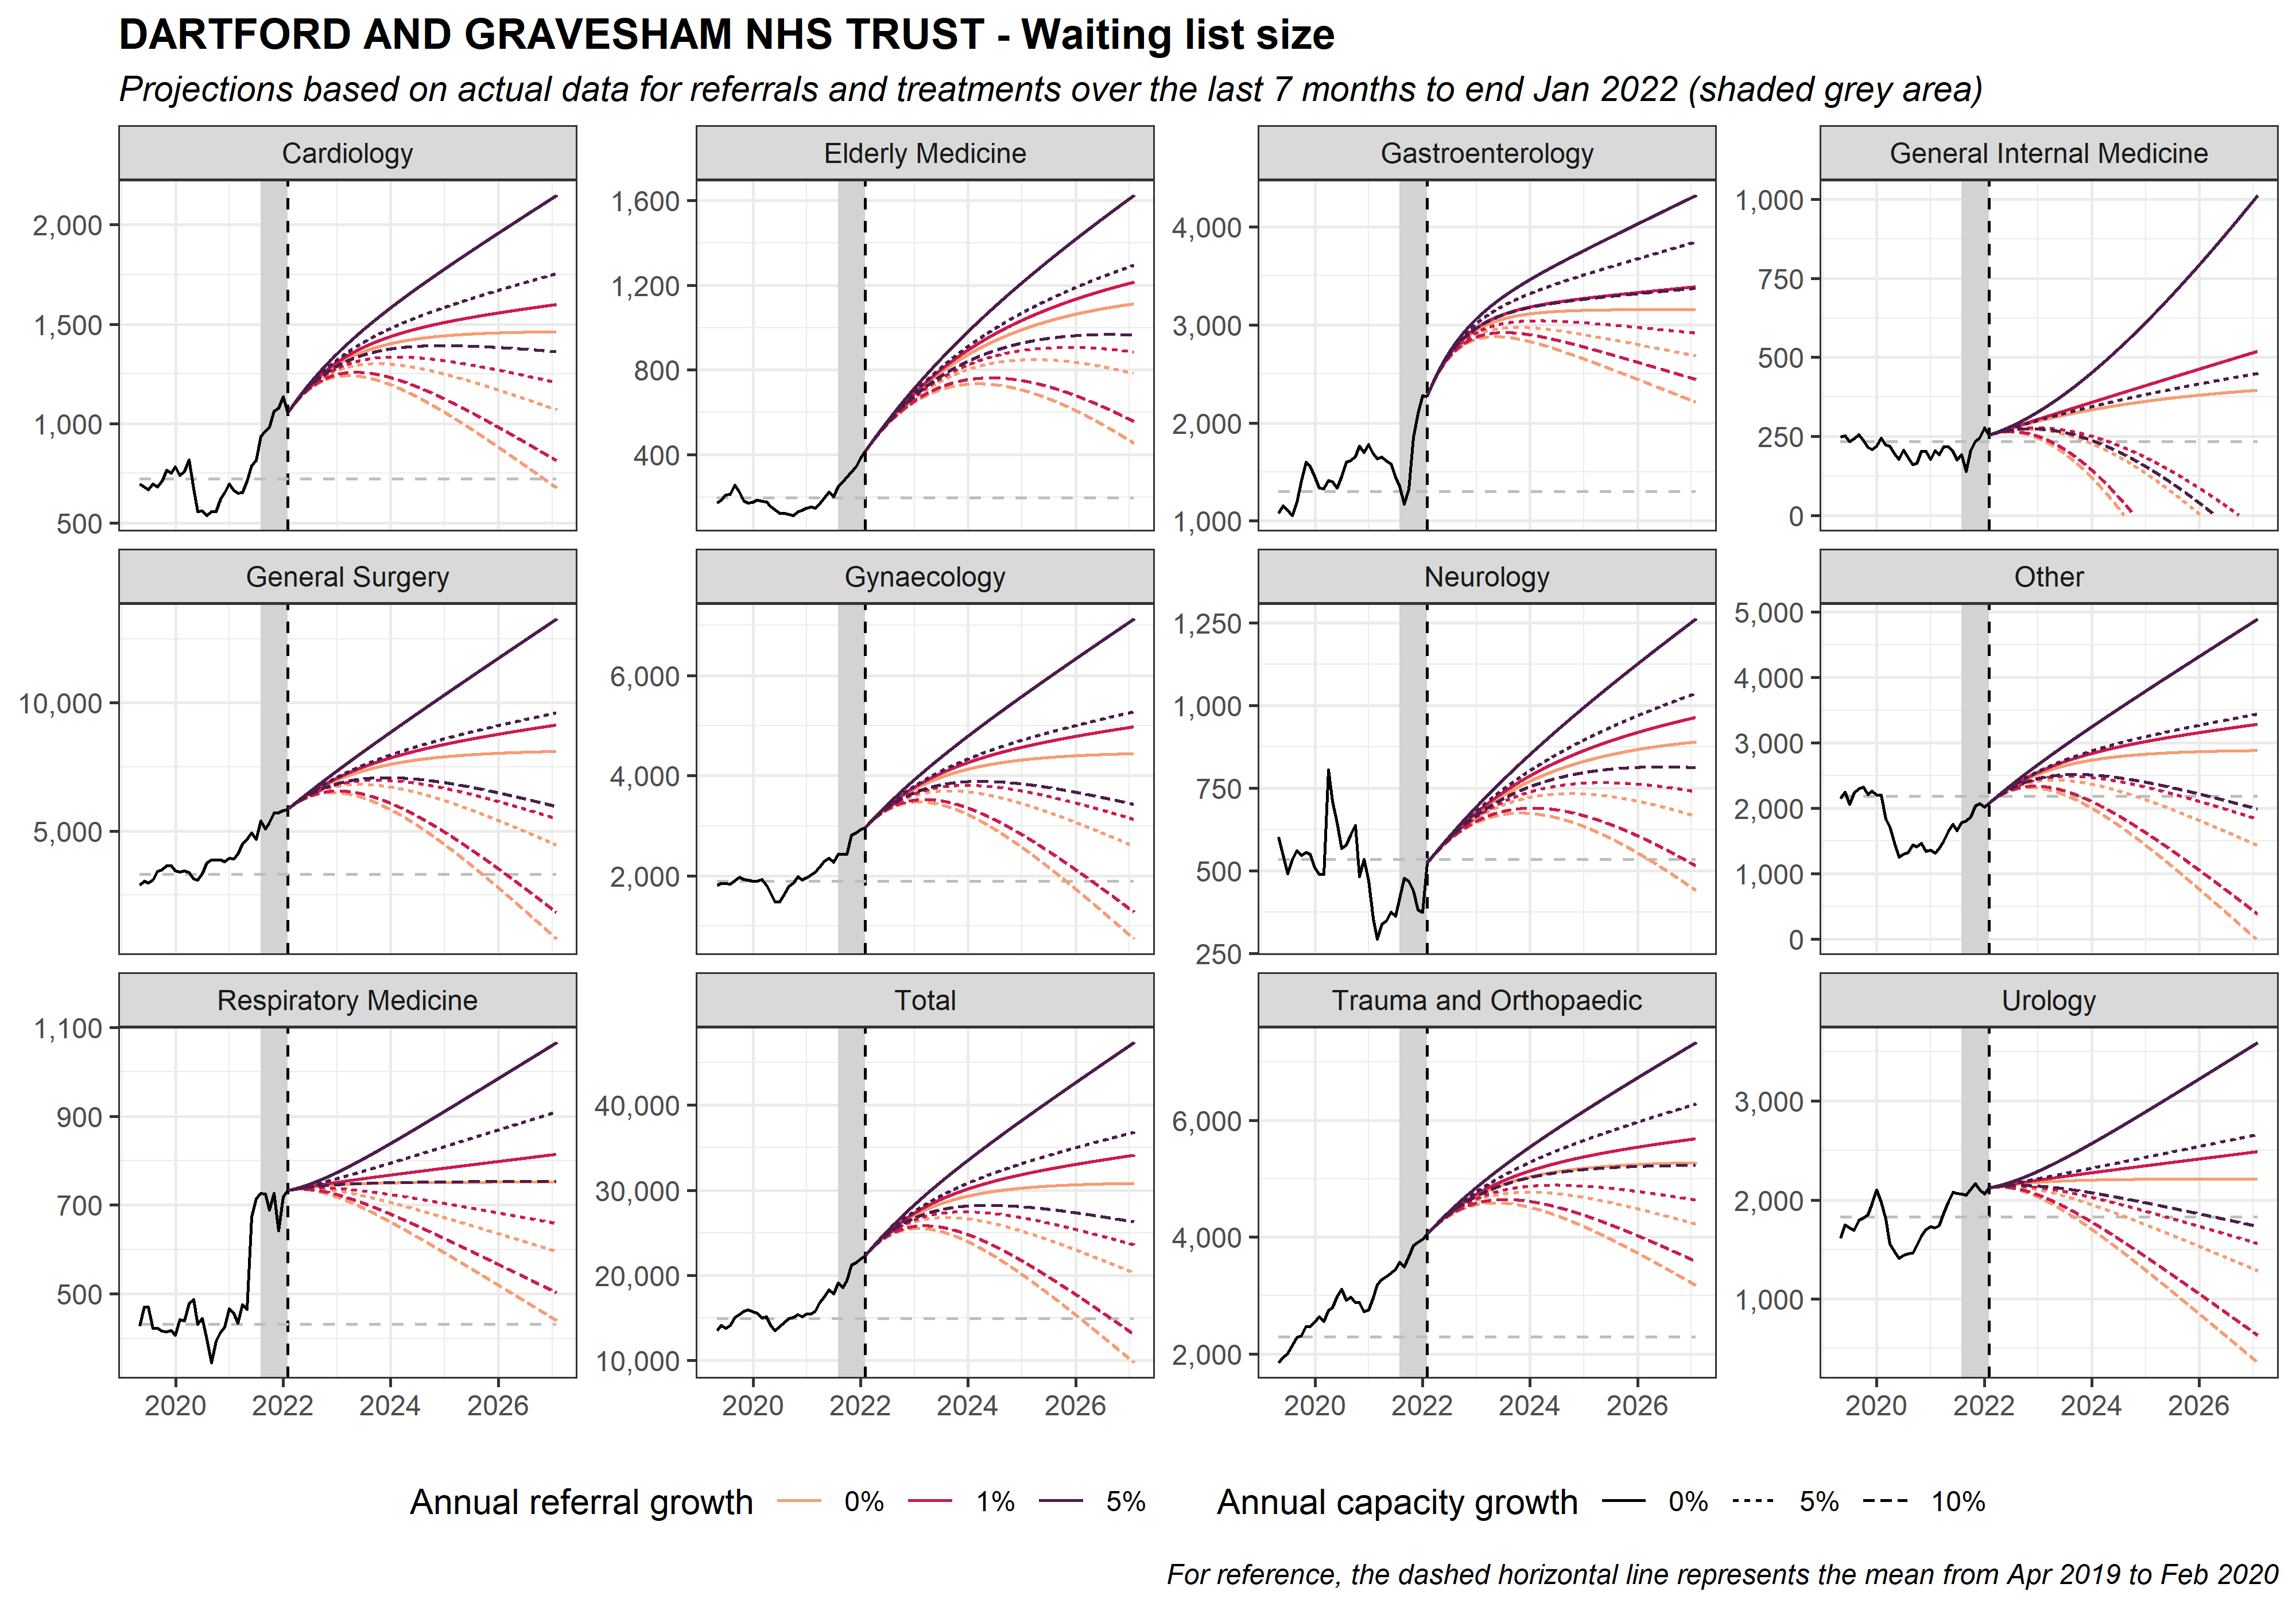 DARTFORD AND GRAVESHAM NHS TRUST - Waiting list size
Projections based on actual data for referrals and treatments over the last 7 months to end Jan 2022 (shaded grey area)
Cardiology
2,000
1,500
1,000
500
Elderly Medicine
1,600
1,200
800
400
Gastroenterology
4,000
3,000
2,000
1,000
General Internal Medicine
1,000
750
500
250
0
General Surgery
10,000
5,000
Gynaecology
6,000
4,000
2,000
Neurology
1,250
1,000
750
500
250
Other
5,000
4,000
3,000
2,000
1,000
0
Respiratory Medicine
1,100
900
700
500
2020 2022 2024 2026
Total
40,000
30,000
20,000
10,000
2020 2022 2024 2026
Trauma and Orthopaedic
6,000
4,000
2,000
2020 2022 2024 2026
Urology
3,000
2,000
1,000
2020 2022 2024 2026
Annual referral growth 0% 1% 5%
Annual capacity growth 0% 5% 10%
For reference, the dashed horizontal line represents the mean from Apr 2019 to Feb 2020